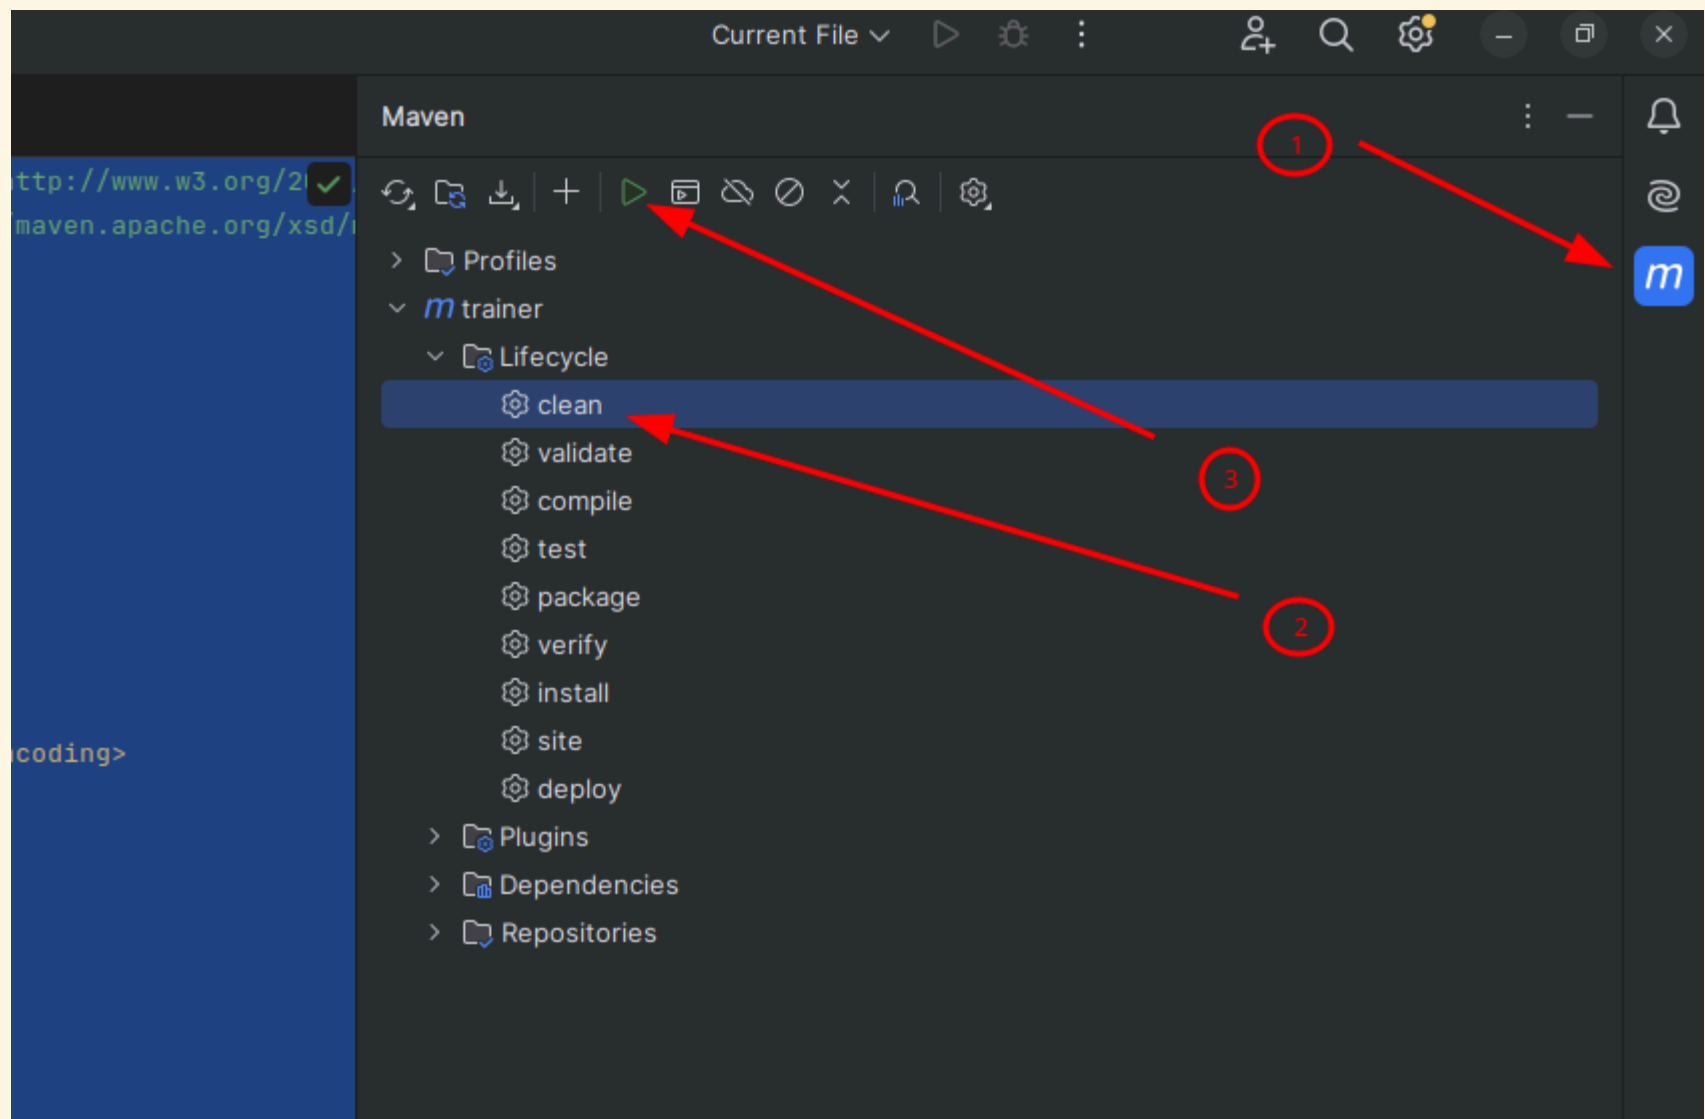 Current File
Maven
1
ttp://www.w3.org/2
maven.apache.org/xsd/
m
Profiles
m trainer
Lifecycle
clean
validate
3
compile
test
package
2
verify
install
site
coding>
deploy
Plugins
Dependencies
Repositories